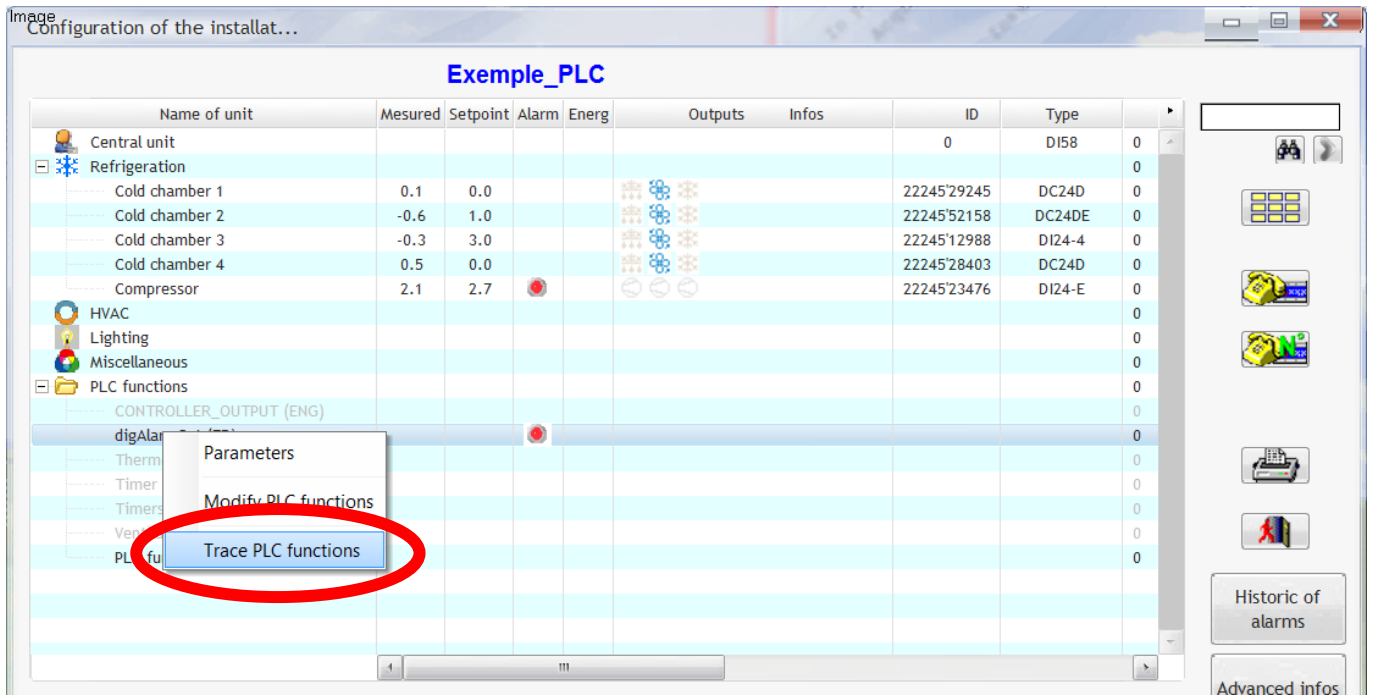 Image
Configuration of the installat...
Exemple_PLC
Name of unit Mesured Setpoint Alarm Energ Outputs Infos ID Type
Central unit 0 DI58 0
Refrigeration 0
Cold chamber 1 0.1 0.0 22245'29245 DC24D 0
Cold chamber 2 -0.6 1.0 22245'52158 DC24DE 0
Cold chamber 3 -0.3 3.0 22245'12988 DI24-4 0
Cold chamber 4 0.5 0.0 22245'28403 DC24D 0
Compressor 2.1 2.7 22245'23476 DI24-E 0
HVAC 0
Lighting 0
Miscellaneous 0
PLC functions 0
CONTROLLER_OUTPUT (ENG) 0
digAlar 0
Parameters
Therm 0
Timer 0
Modify PLC functions
Timers 0
Ven 0
Trace PLC functions
PL fu 0
Historic of
alarms
Advanced infos